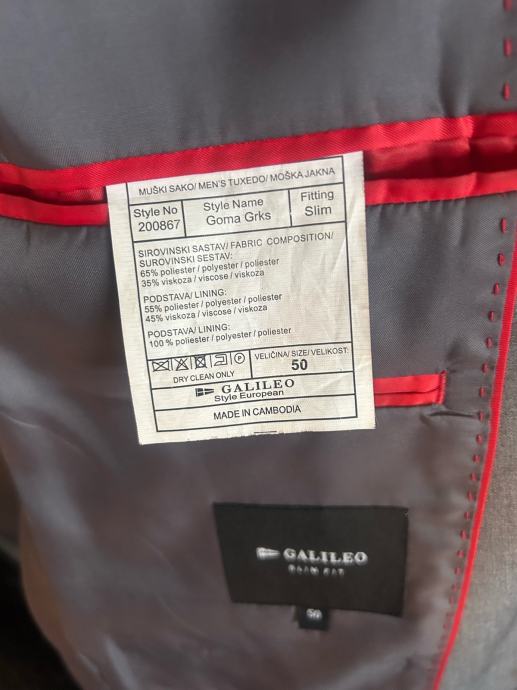 MUŠKI SAKO/ MEN'S TUXEDO/ MOŠKA JAKNA
Style No
200867
Style Name
Goma Grks
Fitting
Slim
SIROVINSKI SASTAV/ FABRIC COMPOSITION/
SUROVINSKI SESTAV:
65% poliester / polyester / poliester
35% viskoza / viscose / viskoza
PODSTAVA/ LINING:
55% poliester / polyester / poliester
45% viskoza / viscose / viskoza
PODSTAVA/ LINING:
100 % poliester / polyester / poliester
DRY CLEAN ONLY
VELIČINA/ SIZE/ VELIKOST:
50
GALILEO
Style European
MADE IN CAMBODIA
GALILEO
SLIM FIT
50